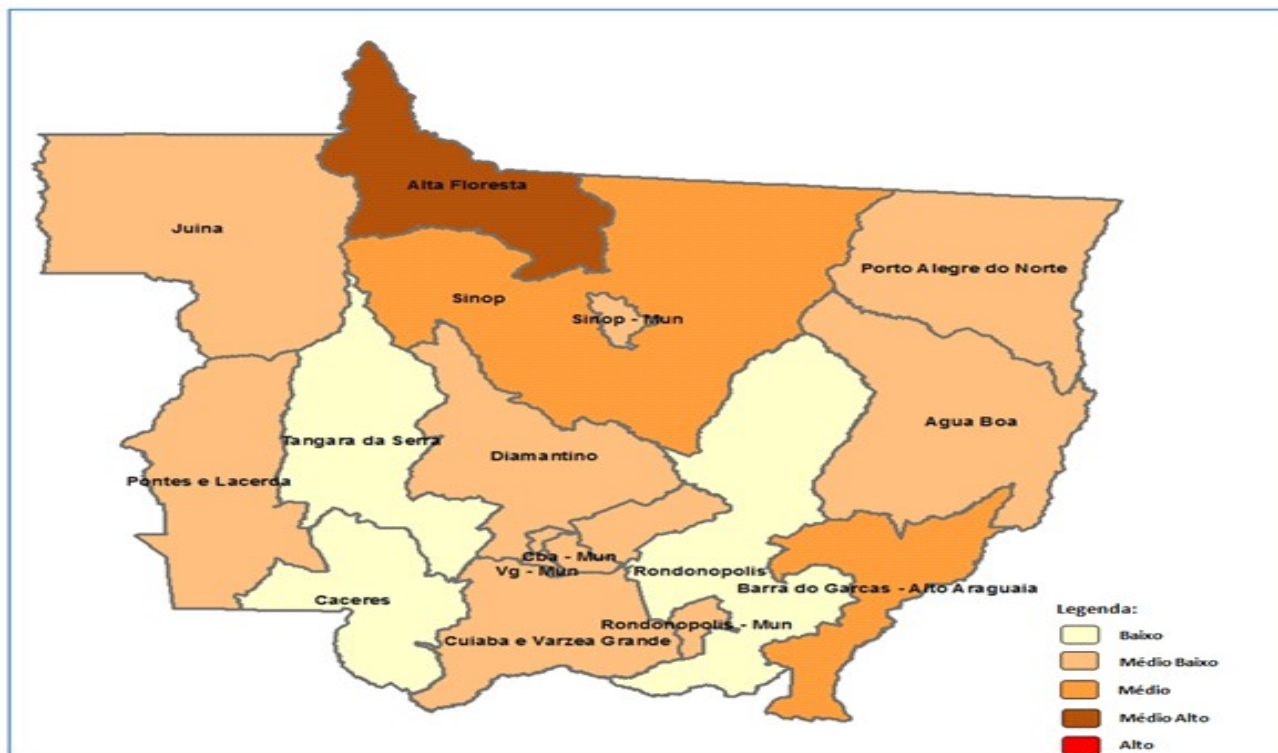 Alta Floresta
Juina
Porto Alegre do Norte
Sinop
Sinop - Mun
Agua Boa
Tangara da Serra
Diamantino
Pontes e Lacerda
Cba - Mun
Vg - Mun
Rondonopolis
Barra do Garcas - Alto Araguaia
Caceres
Rondonopolis - Mun
Cuiaba e Varzea Grande
Legenda:
Baixo
Médio Baixo
Médio
Médio Alto
Alto